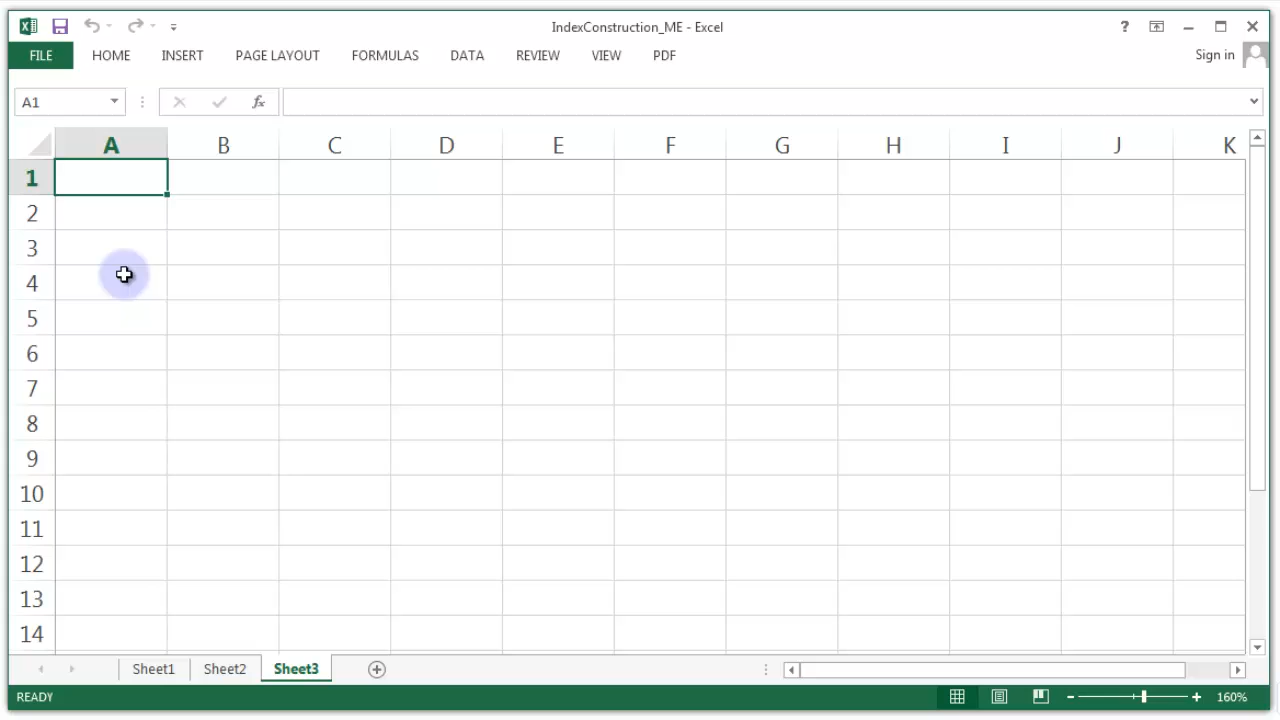 IndexConstruction_ME - Excel
?
FILE HOME INSERT PAGE LAYOUT FORMULAS DATA REVIEW VIEW PDF Sign in
A1 fx
A B C D E F G H I J K
1
2
3
4
5
6
7
8
9
10
11
12
13
14
Sheet1 Sheet2 Sheet3
READY 160%